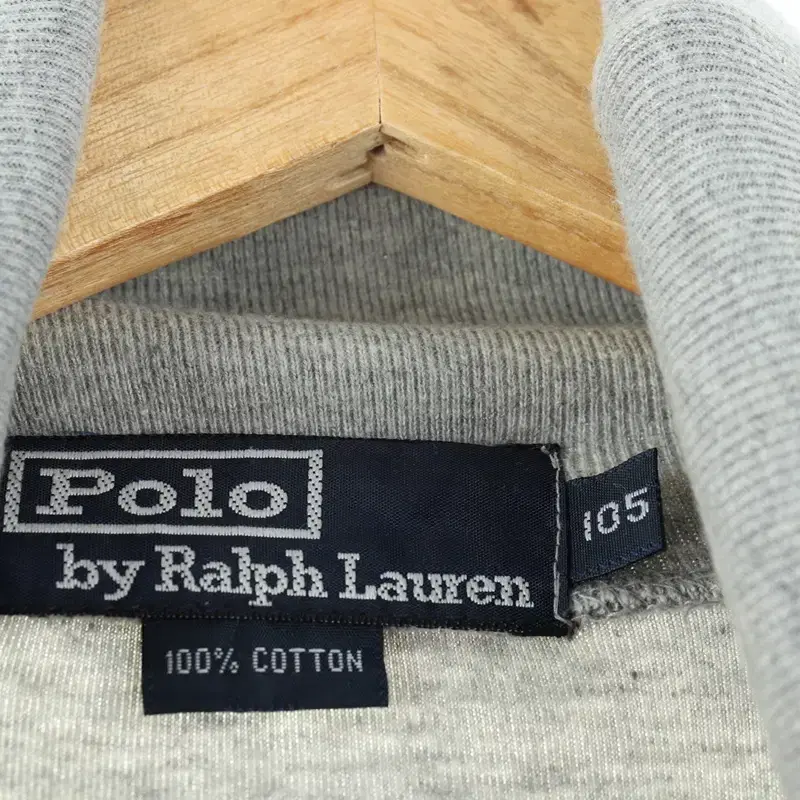 Polo
by Ralph Lauren
105
100% COTTON